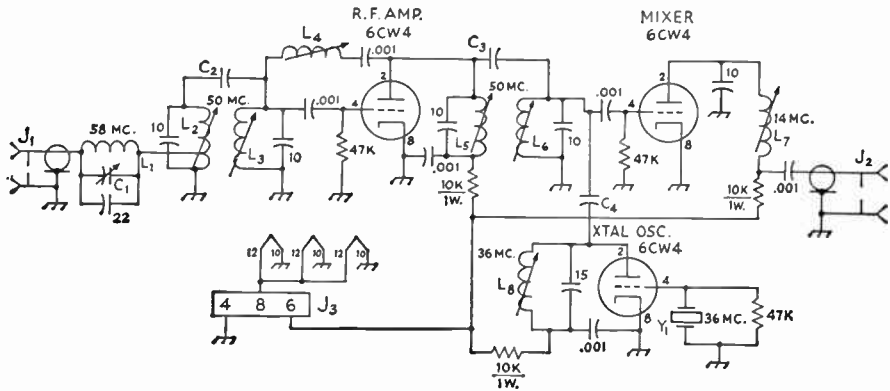 R.F. AMP.
6CW4
MIXER
6CW4
L4
.001
C3
C2
2
50 MC.
50 MC.
2
10
14 MC.
L7
J1
58 MC.
10
L2
.001
4
8
10
L5
L6
.001
4
8
J2
L1
C1
22
L3
10
47K
.001
10
47K
.001
10K
1W.
10K
1W.
C4
XTAL OSC.
6CW4
12
10
12
10
12
10
36 MC.
2
L8
15
4
4
8
6
J3
8
Y1
36 MC.
47K
.001
10K
1W.